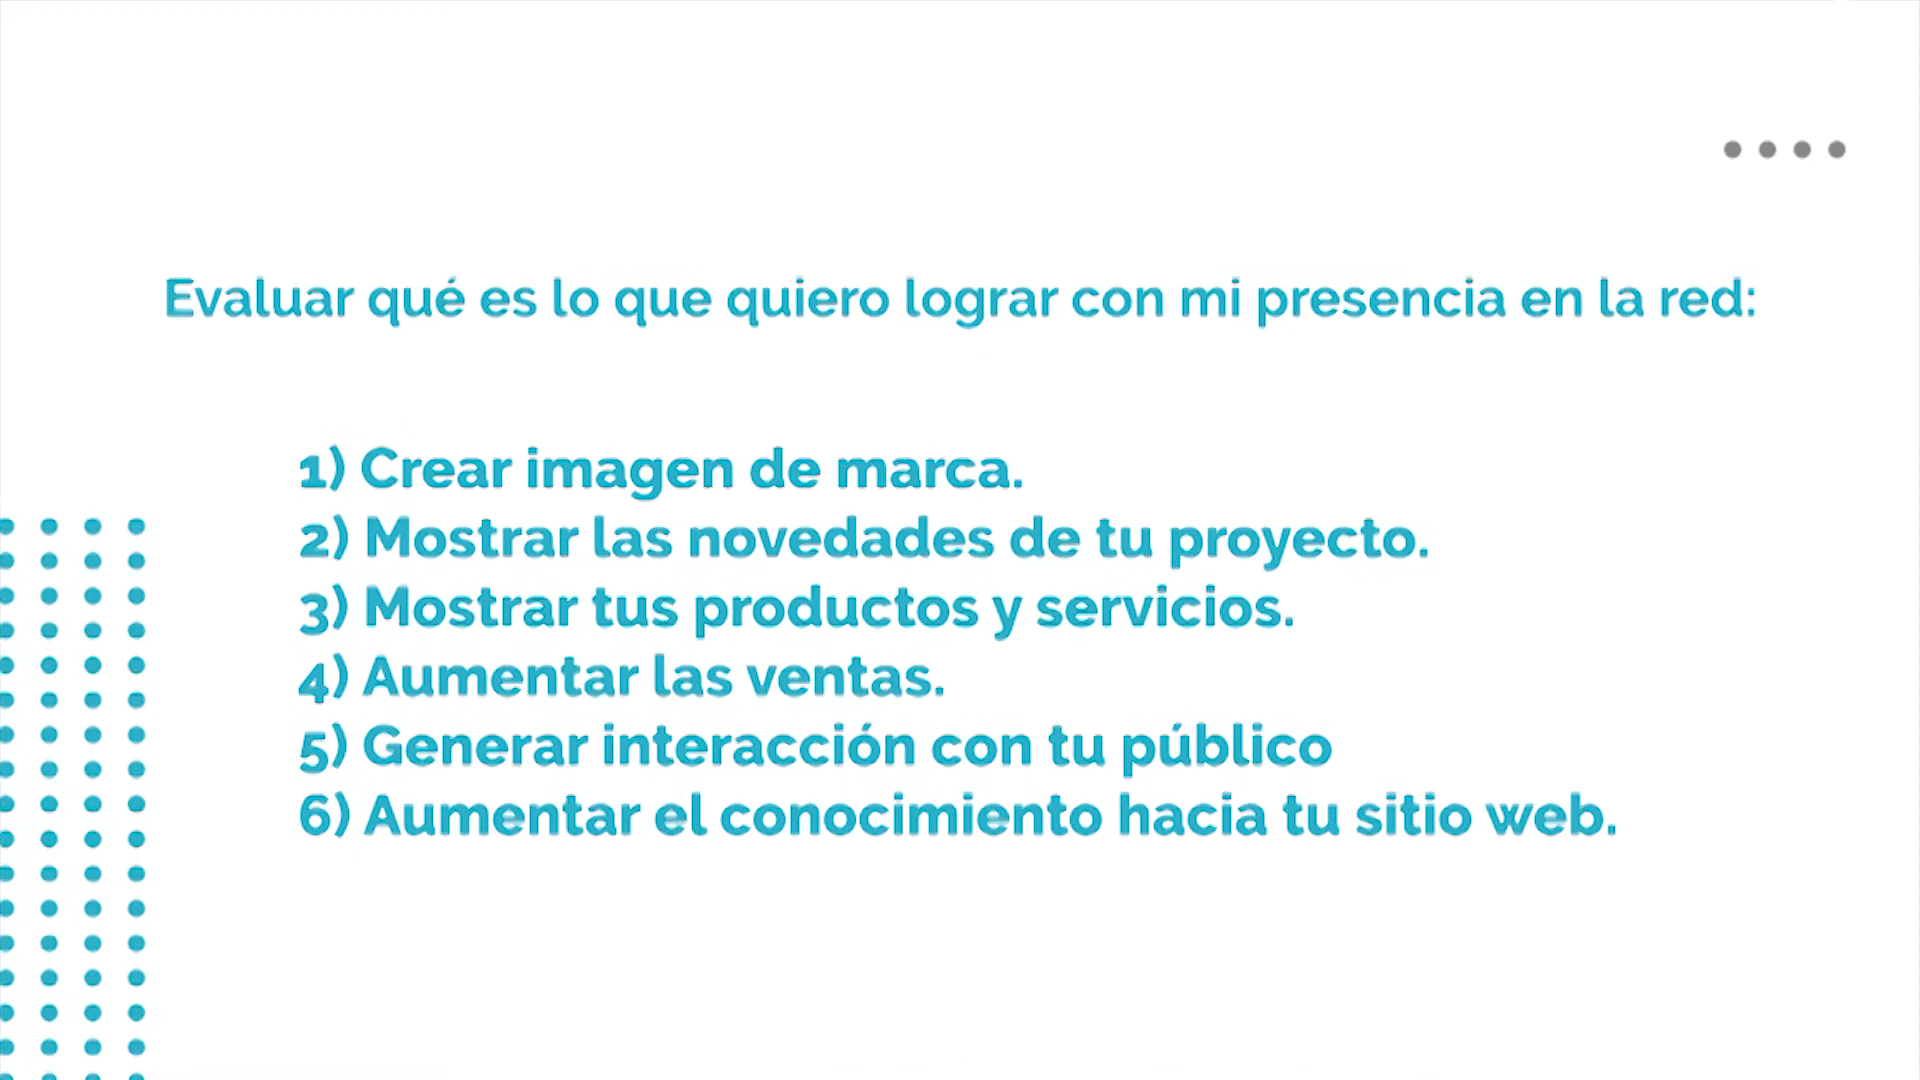 Evaluar qué es lo que quiero lograr con mi presencia en la red:
1) Crear imagen de marca.
2) Mostrar las novedades de tu proyecto.
3) Mostrar tus productos y servicios.
4) Aumentar las ventas.
5) Generar interacción con tu público
6) Aumentar el conocimiento hacia tu sitio web.